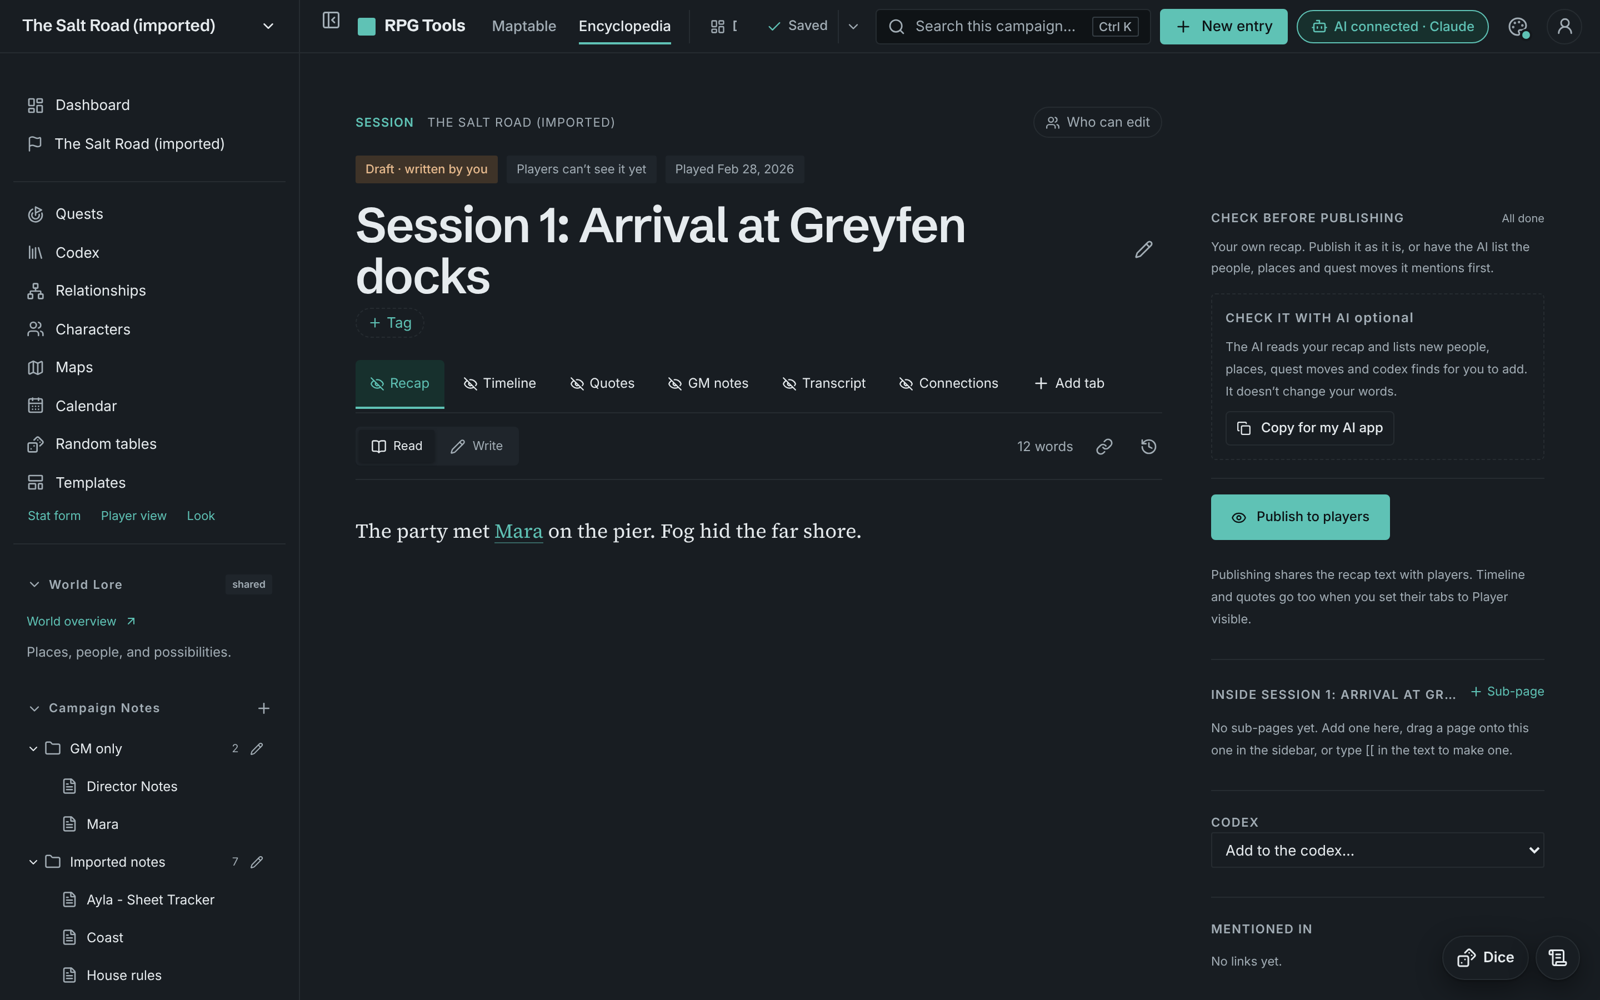 The Salt Road (imported)
RPG Tools
Maptable
Encyclopedia
Saved
Search this campaign...
Ctrl K
New entry
AI connected · Claude
Dashboard
The Salt Road (imported)
Quests
Codex
Relationships
Characters
Maps
Calendar
Random tables
Templates
Stat form
Player view
Look
World Lore
shared
World overview
Places, people, and possibilities.
Campaign Notes
GM only
2
Director Notes
Mara
Imported notes
7
Ayla - Sheet Tracker
Coast
House rules
SESSION
THE SALT ROAD (IMPORTED)
Who can edit
Draft · written by you
Players can't see it yet
Played Feb 28, 2026
Session 1: Arrival at Greyfen
docks
+ Tag
Recap
Timeline
Quotes
GM notes
Transcript
Connections
Add tab
Read
Write
12 words
The party met Mara on the pier. Fog hid the far shore.
CHECK BEFORE PUBLISHING
All done
Your own recap. Publish it as it is, or have the AI list the
people, places and quest moves it mentions first.
CHECK IT WITH AI optional
The AI reads your recap and lists new people,
places, quest moves and codex finds for you to add.
It doesn't change your words.
Copy for my AI app
Publish to players
Publishing shares the recap text with players. Timeline
and quotes go too when you set their tabs to Player
visible.
INSIDE SESSION 1: ARRIVAL AT GR...
+ Sub-page
No sub-pages yet. Add one here, drag a page onto this
one in the sidebar, or type [[ in the text to make one.
CODEX
Add to the codex...
MENTIONED IN
No links yet.
Dice